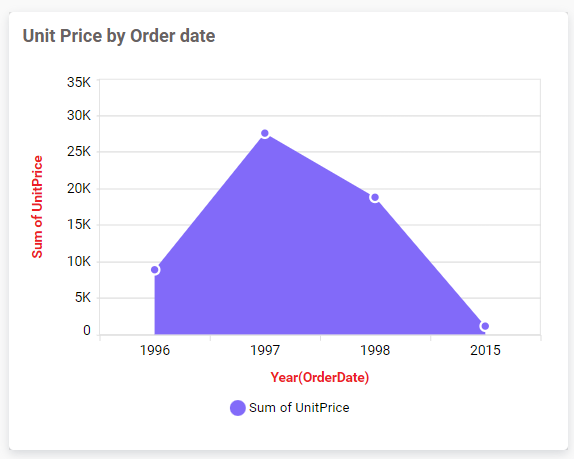 Unit Price by Order date
35K
30K
25K
20K
15K
10K
5K
0
Sum of UnitPrice
1996 1997 1998 2015
Year(OrderDate)
Sum of UnitPrice